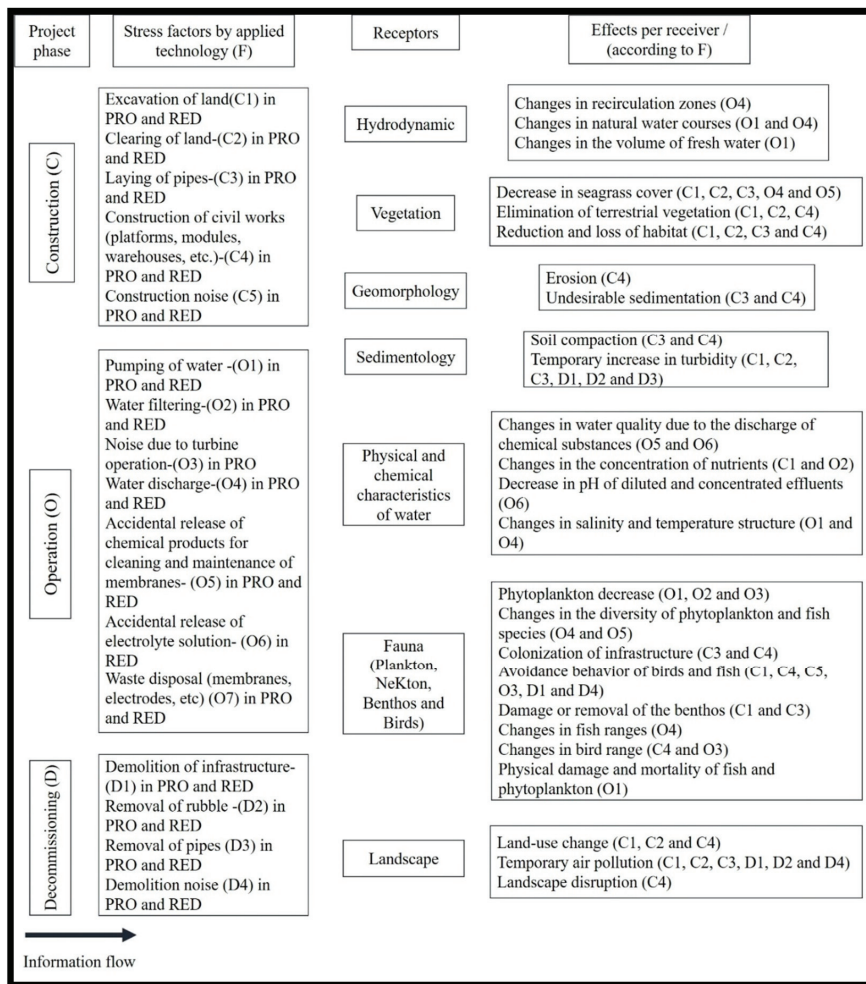 Project
phase
Stress factors by applied
technology (F)
Receptors
Effects per receiver /
(according to F)
Construction (C)
Excavation of land(C1) in
PRO and RED
Clearing of land-(C2) in PRO
and RED
Laying of pipes-(C3) in PRO
and RED
Construction of civil works
(platforms, modules,
warehouses, etc.)-(C4) in
PRO and RED
Construction noise (C5) in
PRO and RED
Hydrodynamic
Changes in recirculation zones (O4)
Changes in natural water courses (O1 and O4)
Changes in the volume of fresh water (O1)
Vegetation
Decrease in seagrass cover (C1, C2, C3, O4 and O5)
Elimination of terrestrial vegetation (C1, C2, C4)
Reduction and loss of habitat (C1, C2, C3 and C4)
Geomorphology
Erosion (C4)
Undesirable sedimentation (C3 and C4)
Sedimentology
Soil compaction (C3 and C4)
Temporary increase in turbidity (C1, C2,
C3, D1, D2 and D3)
Operation (O)
Pumping of water -(O1) in
PRO and RED
Water filtering-(O2) in PRO
and RED
Noise due to turbine
operation-(O3) in PRO
Water discharge-(O4) in PRO
and RED
Accidental release of
chemical products for
cleaning and maintenance of
membranes- (O5) in PRO and
RED
Accidental release of
electrolyte solution- (O6) in
RED
Waste disposal (membranes,
electrodes, etc) (O7) in PRO
and RED
Physical and
chemical
characteristics
of water
Changes in water quality due to the discharge of
chemical substances (O5 and O6)
Changes in the concentration of nutrients (C1 and O2)
Decrease in pH of diluted and concentrated effluents
(O6)
Changes in salinity and temperature structure (O1 and
O4)
Fauna
(Plankton,
NeKton,
Benthos and
Birds)
Phytoplankton decrease (O1, O2 and O3)
Changes in the diversity of phytoplankton and fish
species (O4 and O5)
Colonization of infrastructure (C3 and C4)
Avoidance behavior of birds and fish (C1, C4, C5,
O3, D1 and D4)
Damage or removal of the benthos (C1 and C3)
Changes in fish ranges (O4)
Changes in bird range (C4 and O3)
Physical damage and mortality of fish and
phytoplankton (O1)
Decommissioning (D)
Demolition of infrastructure-
(D1) in PRO and RED
Removal of rubble -(D2) in
PRO and RED
Removal of pipes (D3) in
PRO and RED
Demolition noise (D4) in
PRO and RED
Landscape
Land-use change (C1, C2 and C4)
Temporary air pollution (C1, C2, C3, D1, D2 and D4)
Landscape disruption (C4)
Information flow